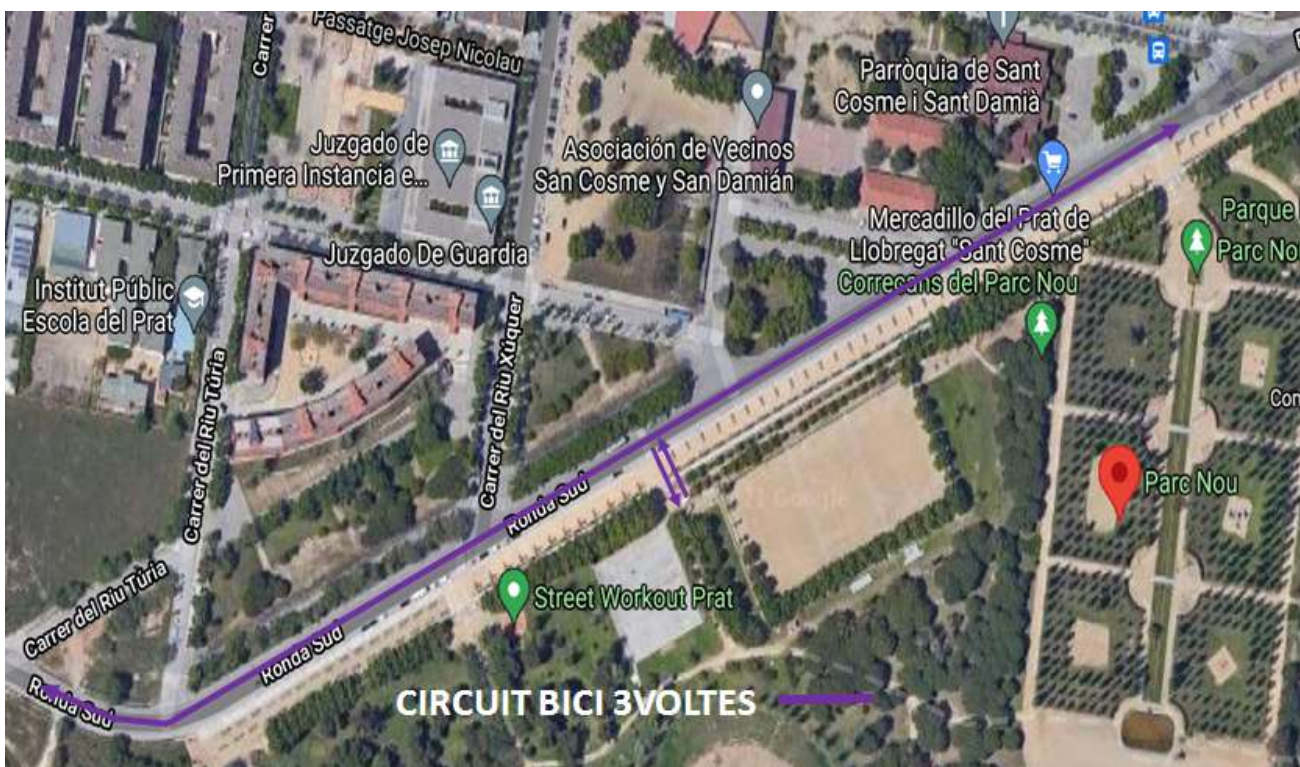 Passatge Josep Nicolau
Carrer
Juzgado de
Primera Instancia e...
Juzgado De Guardia
Asociación de Vecinos
San Cosme y San Damián
Parròquia de Sant
Cosme i Sant Damià
Mercadillo del Prat de
Llobregat "Sant Cosme"
Correcans del Parc Nou
Parque
Parc No
Institut Públic
Escola del Prat
Carrer del Riu Túria
Carrer del Riu Xúquer
Con
Parc Nou
Ronda Sud
Street Workout Prat
Carrer del Riu Túria
Ronda Sud
Ronda Sud
CIRCUIT BICI 3VOLTES